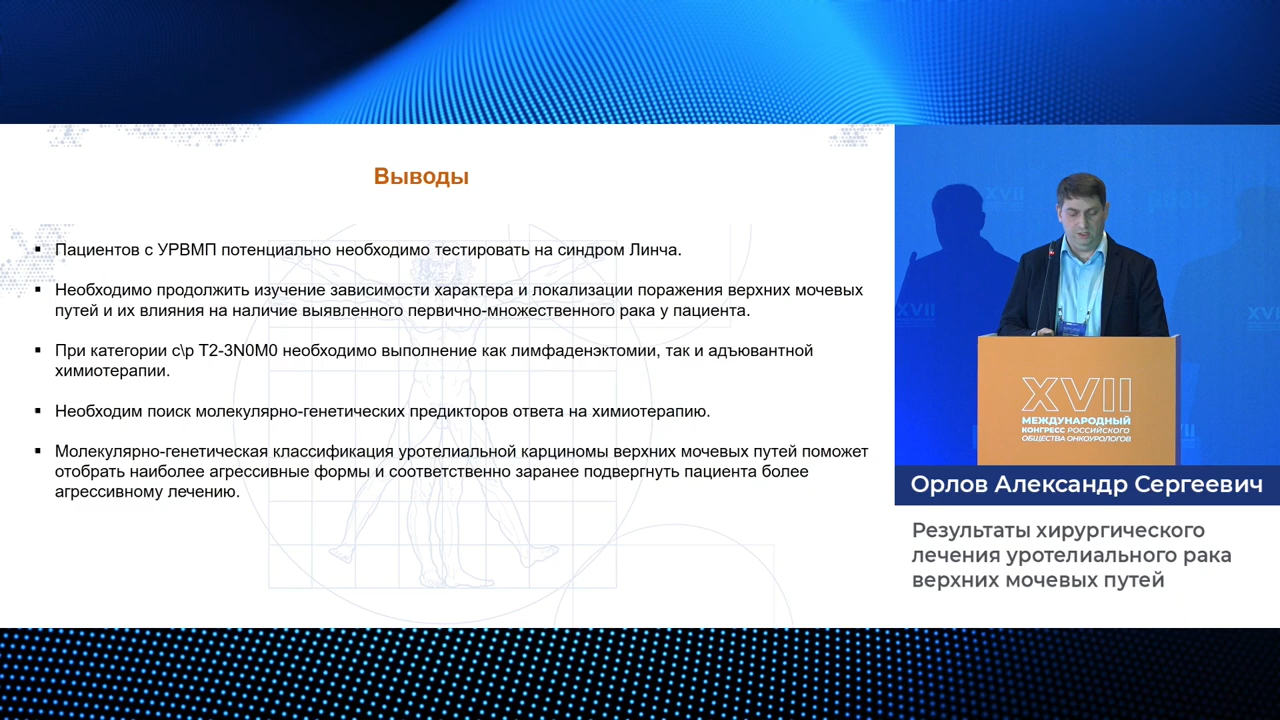 Выводы
▪ Пациентов с УРВМП потенциально необходимо тестировать на синдром Линча.
▪ Необходимо продолжить изучение зависимости характера и локализации поражения верхних мочевых
путей и их влияния на наличие выявленного первично-множественного рака у пациента.
▪ При категории с\р T2-3N0M0 необходимо выполнение как лимфаденэктомии, так и адъювантной
химиотерапии.
▪ Необходим поиск молекулярно-генетических предикторов ответа на химиотерапию.
▪ Молекулярно-генетическая классификация уротелиальной карциномы верхних мочевых путей поможет
отобрать наиболее агрессивные формы и соответственно заранее подвергнуть пациента более
агрессивному лечению.
XVII
XVII
XVII
XVII
МЕЖДУНАРОДНЫЙ
КОНГРЕСС РОССИЙСКОГО
ОБЩЕСТВА ОНКОУРОЛОГОВ
Орлов Александр Сергеевич
Результаты хирургического
лечения уротелиального рака
верхних мочевых путей